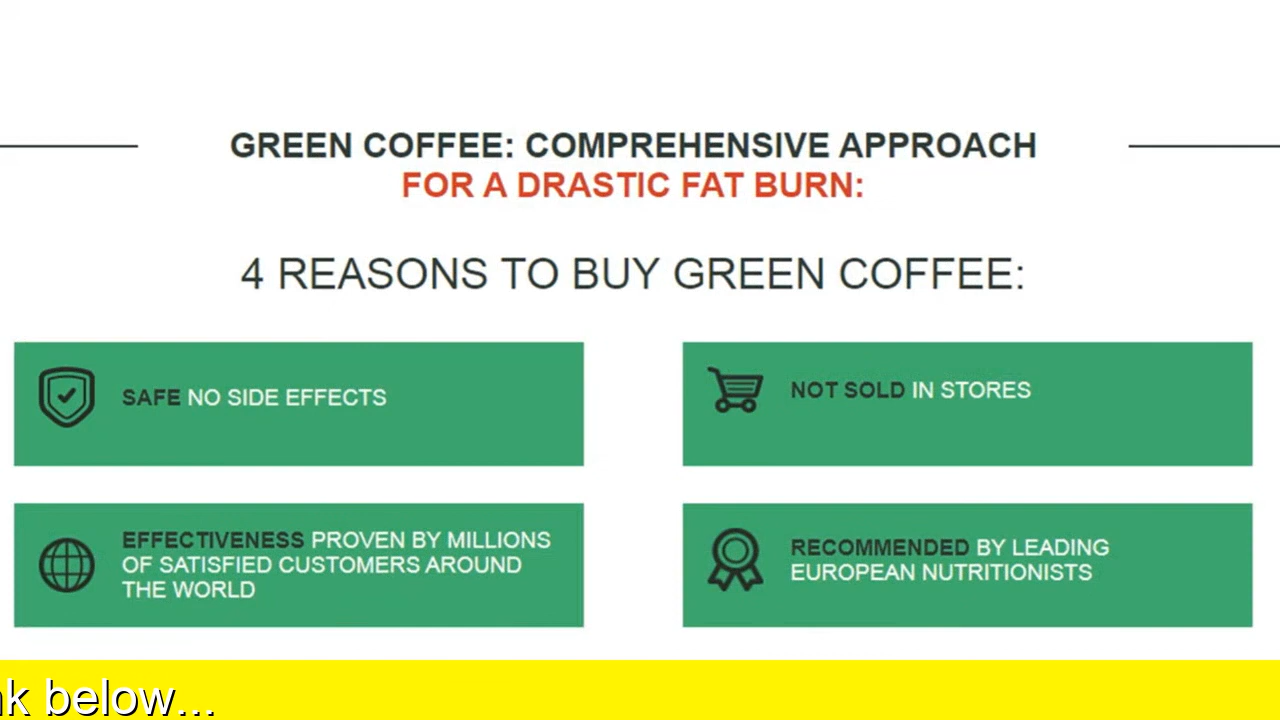 GREEN COFFEE: COMPREHENSIVE APPROACH
FOR A DRASTIC FAT BURN:
4 REASONS TO BUY GREEN COFFEE:
SAFE NO SIDE EFFECTS
NOT SOLD IN STORES
EFFECTIVENESS PROVEN BY MILLIONS
OF SATISFIED CUSTOMERS AROUND
THE WORLD
RECOMMENDED BY LEADING
EUROPEAN NUTRITIONISTS
below...